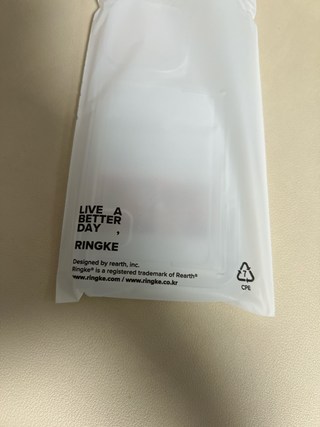 LIVE A
BETTER
DAY,
RINGKE
Designed by rearth, inc.
Ringke® is a registered trademark of Rearth®
www.ringke.com / www.ringke.co.kr
7
CPE